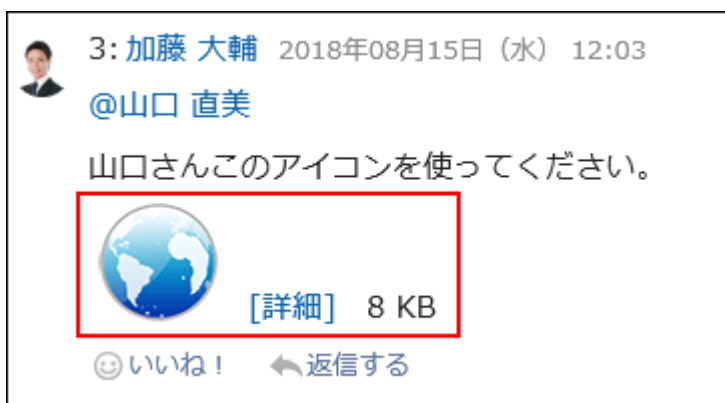 3: 加藤 大輔 2018年08月15日（水） 12:03
@山口 直美
山口さんこのアイコンを使ってください。
[詳細] 8 KB
いいね！ 返信する